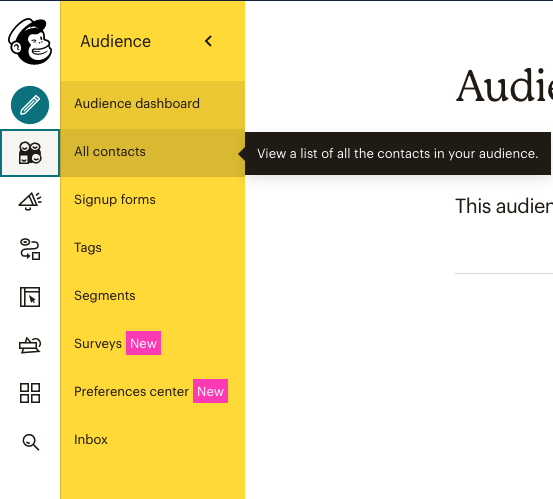 Audience
Audience dashboard
All contacts
View a list of all the contacts in your audience.
Signup forms
Tags
Segments
Surveys New
Preferences center New
Inbox
Audie
This audien